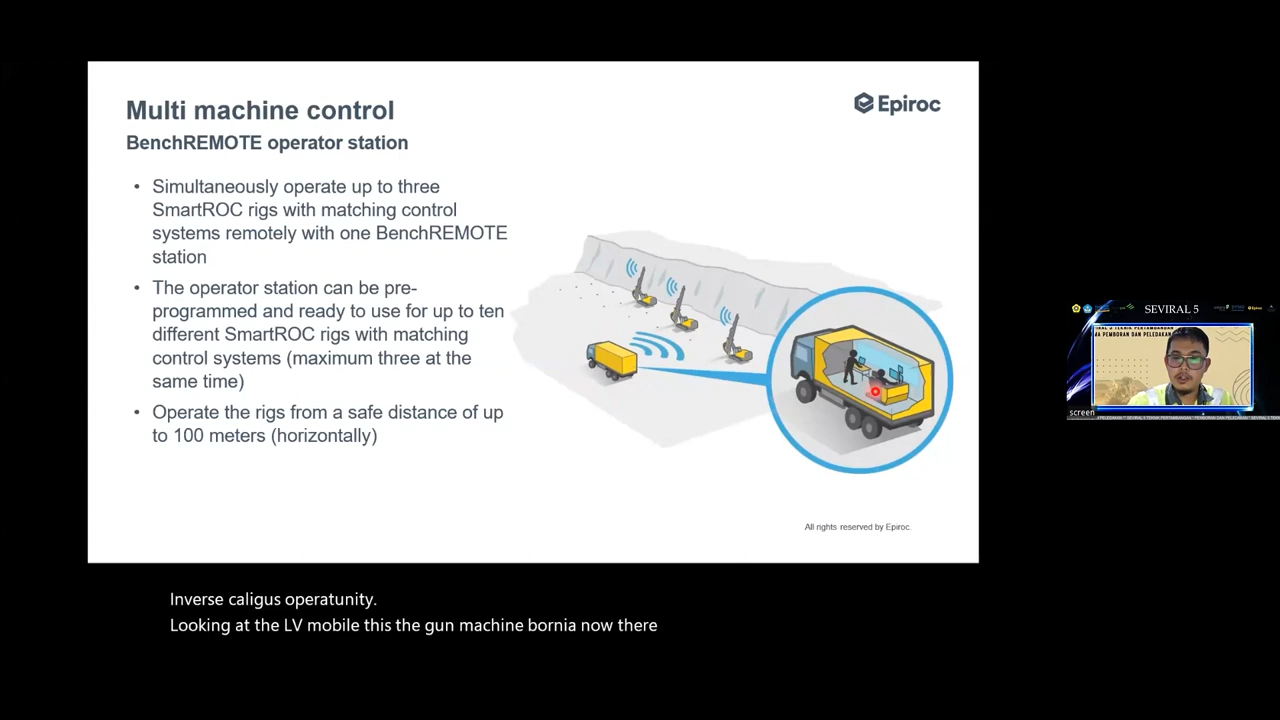 Multi machine control
Epiroc
BenchREMOTE operator station
• Simultaneously operate up to three
SmartROC rigs with matching control
systems remotely with one BenchREMOTE
station
• The operator station can be pre-
programmed and ready to use for up to ten
different SmartROC rigs with matching
control systems (maximum three at the
same time)
• Operate the rigs from a safe distance of up
to 100 meters (horizontally)
All rights reserved by Epiroc
SEVIRAL 5
screen
Inverse caligus operatunity.
Looking at the LV mobile this the gun machine bornia now there